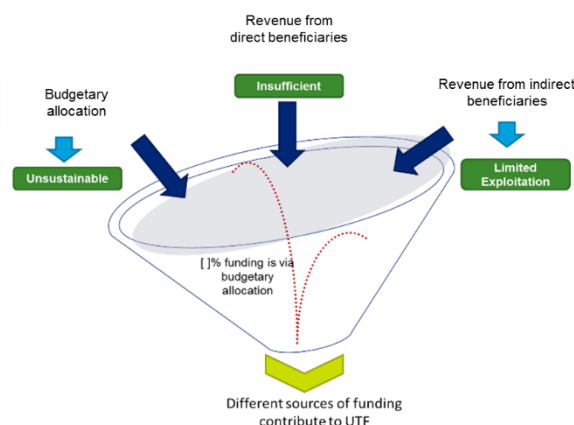 Revenue from
direct beneficiaries
Insufficient
Budgetary
allocation
Unsustainable
Revenue from indirect
beneficiaries
Limited
Exploitation
[ ]% funding is via
budgetary
allocation
Different sources of funding
contribute to UTF